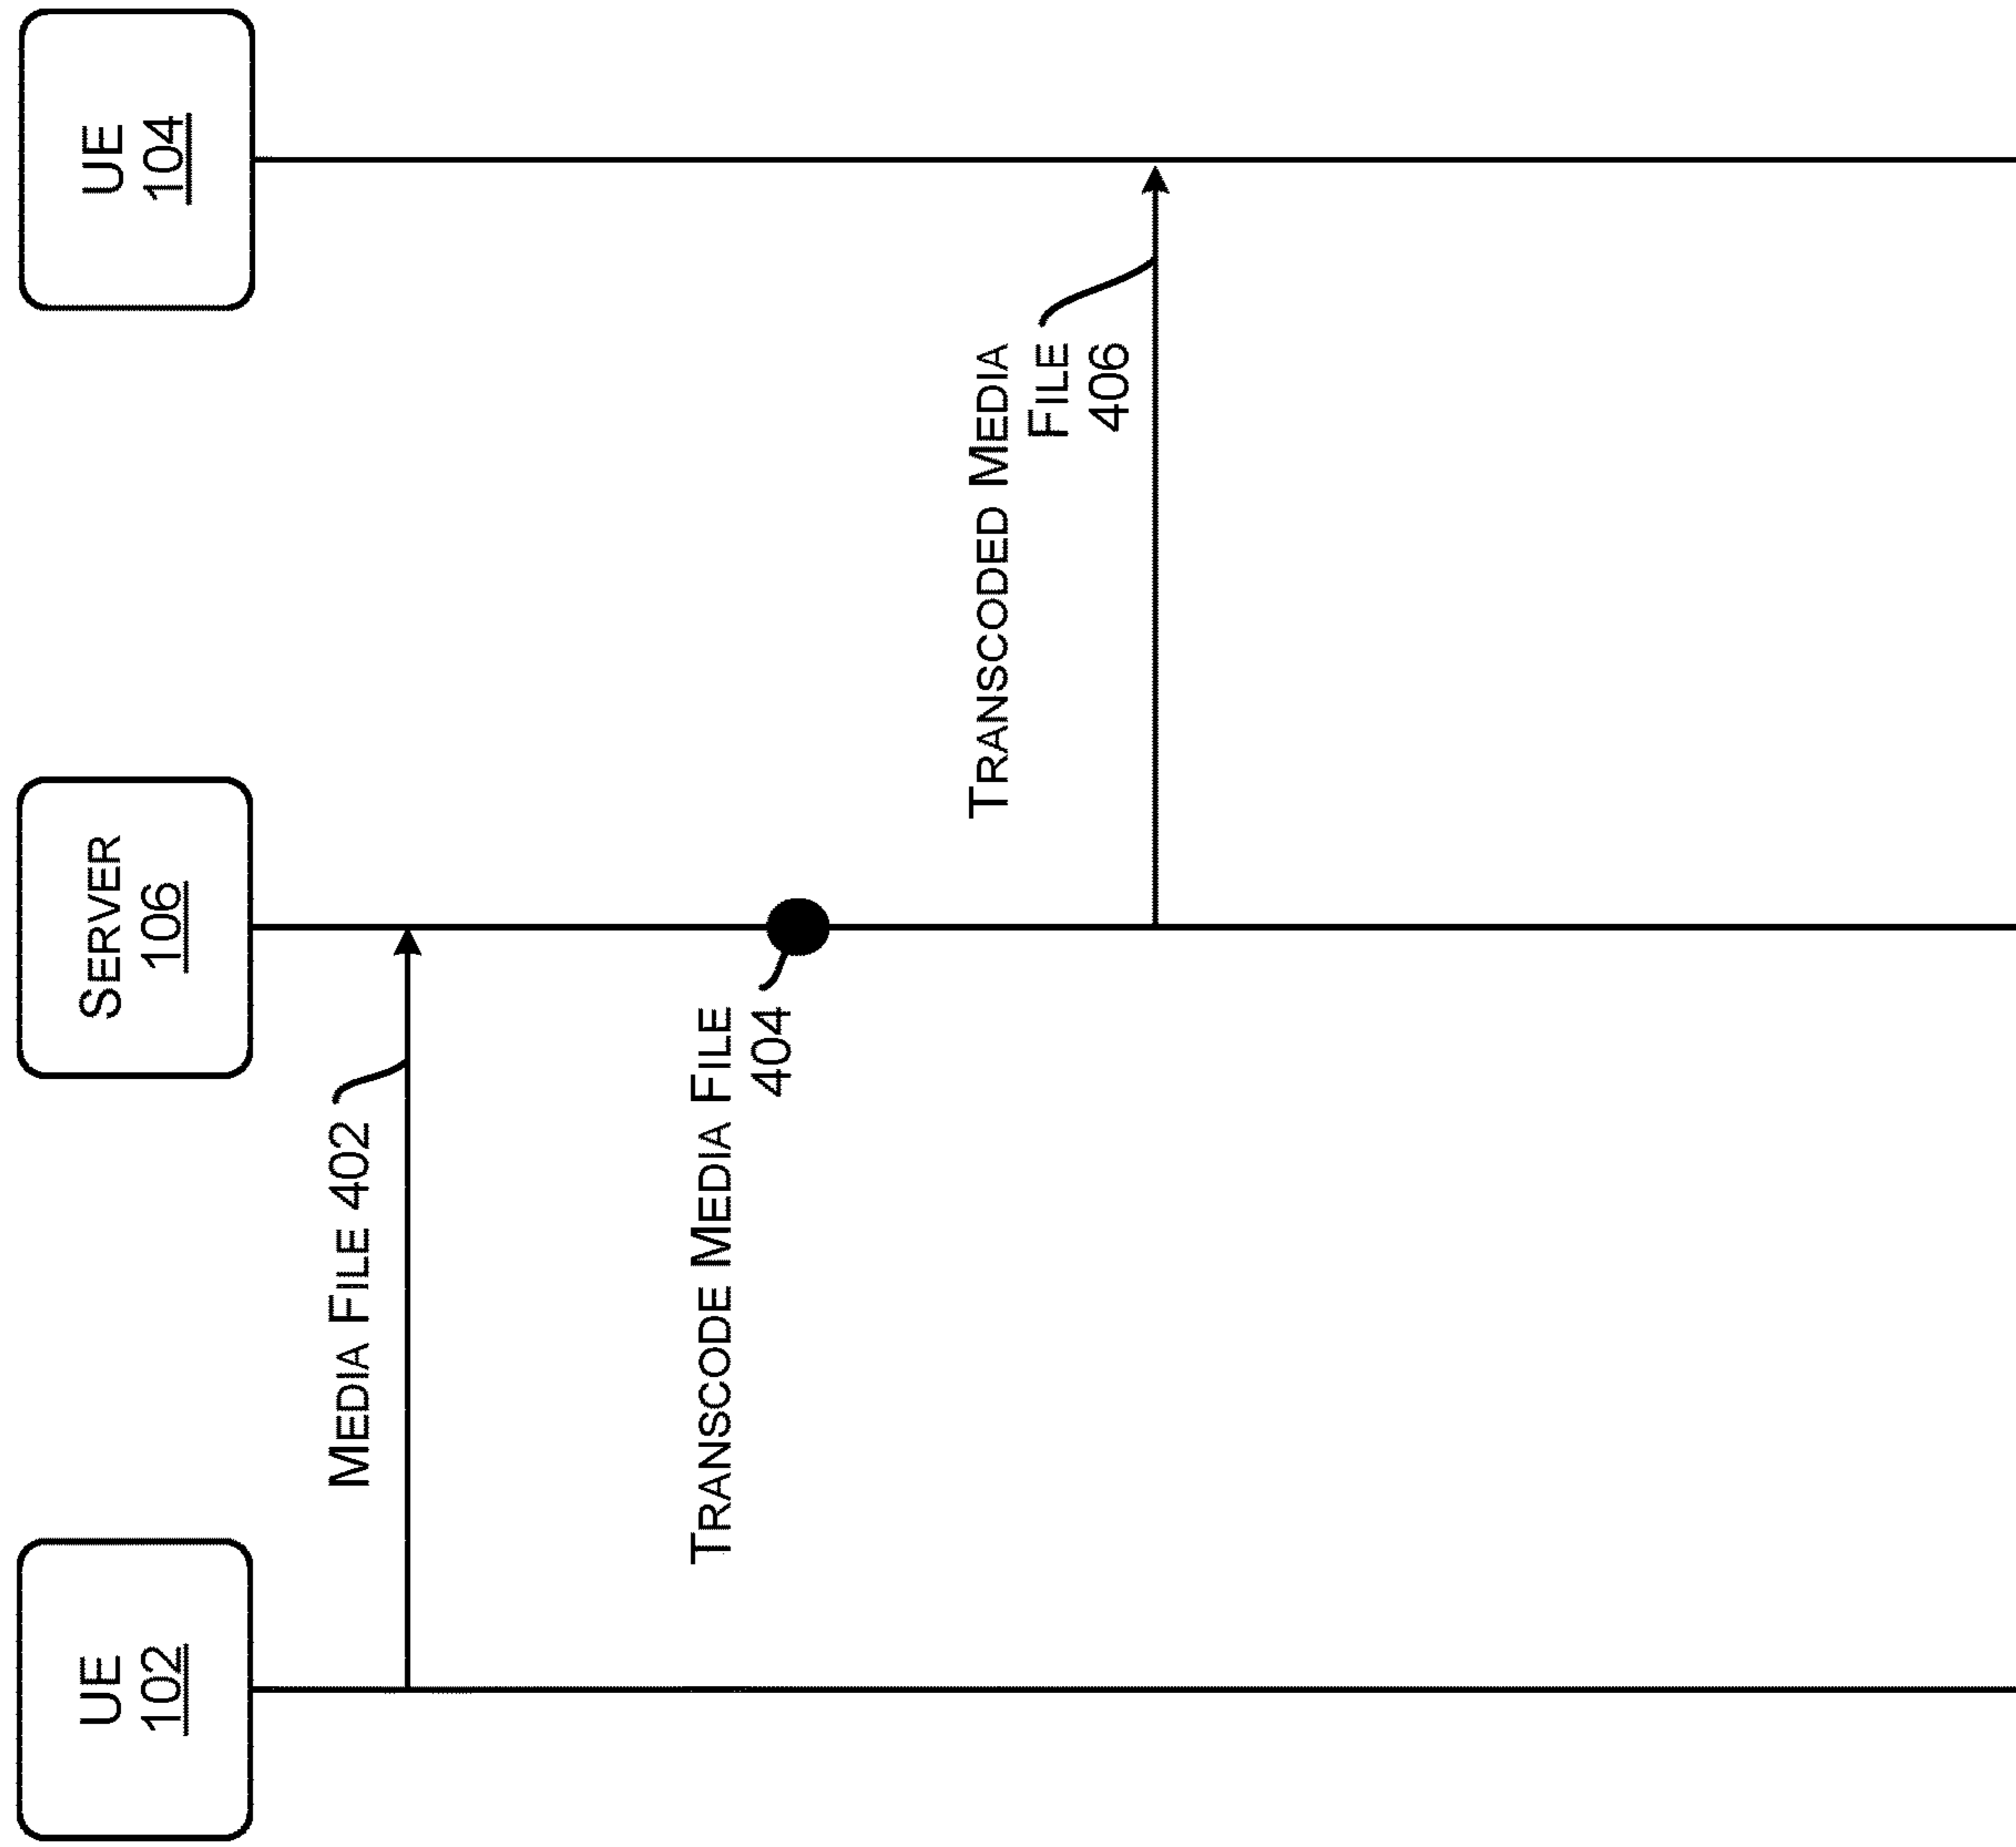 UE
102
SERVER
106
UE
104
MEDIA FILE 402
TRANSCODE MEDIA FILE
404
TRANSCODED MEDIA
FILE
406